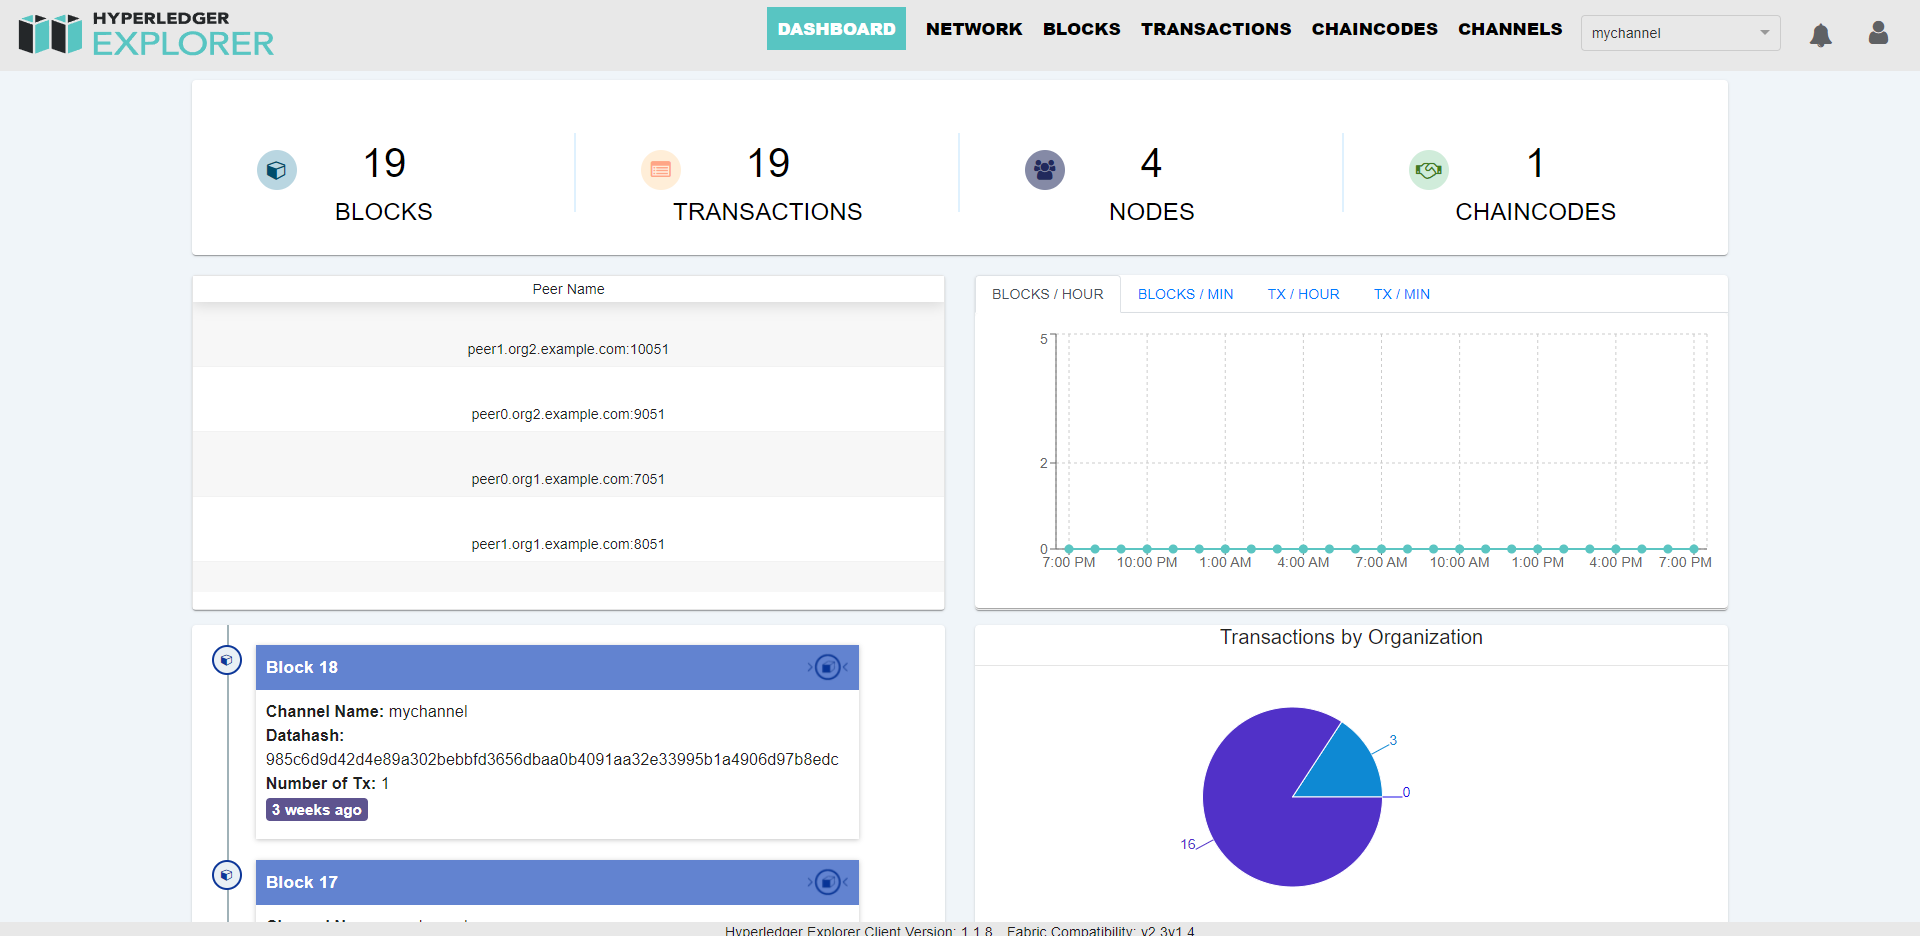 HYPERLEDGER
EXPLORER
DASHBOARD NETWORK BLOCKS TRANSACTIONS CHAINCODES CHANNELS mychannel
19
BLOCKS
19
TRANSACTIONS
4
NODES
1
CHAINCODES
Peer Name
peer1.org2.example.com:10051
peer0.org2.example.com:9051
peer0.org1.example.com:7051
peer1.org1.example.com:8051
BLOCKS / HOUR BLOCKS / MIN TX / HOUR TX / MIN
5
2
0
7:00 PM 10:00 PM 1:00 AM 4:00 AM 7:00 AM 10:00 AM 1:00 PM 4:00 PM 7:00 PM
Block 18
Channel Name: mychannel
Datahash:
985c6d9d42d4e89a302bebbfd3656dbaa0b4091aa32e33995b1a4906d97b8edc
Number of Tx: 1
3 weeks ago
Block 17
Transactions by Organization
3
0
16
Hyperledger Explorer Client Version: 1.1.8 Fabric Compatibility: v2.3v1.4